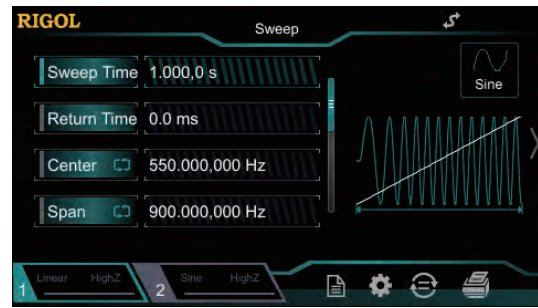 RIGOL
Sweep
Sweep Time 1.000,0 s
Sine
Return Time 0.0 ms
Center 550.000,000 Hz
Span 900.000,000 Hz
1 Linear HighZ
2 Sine HighZ